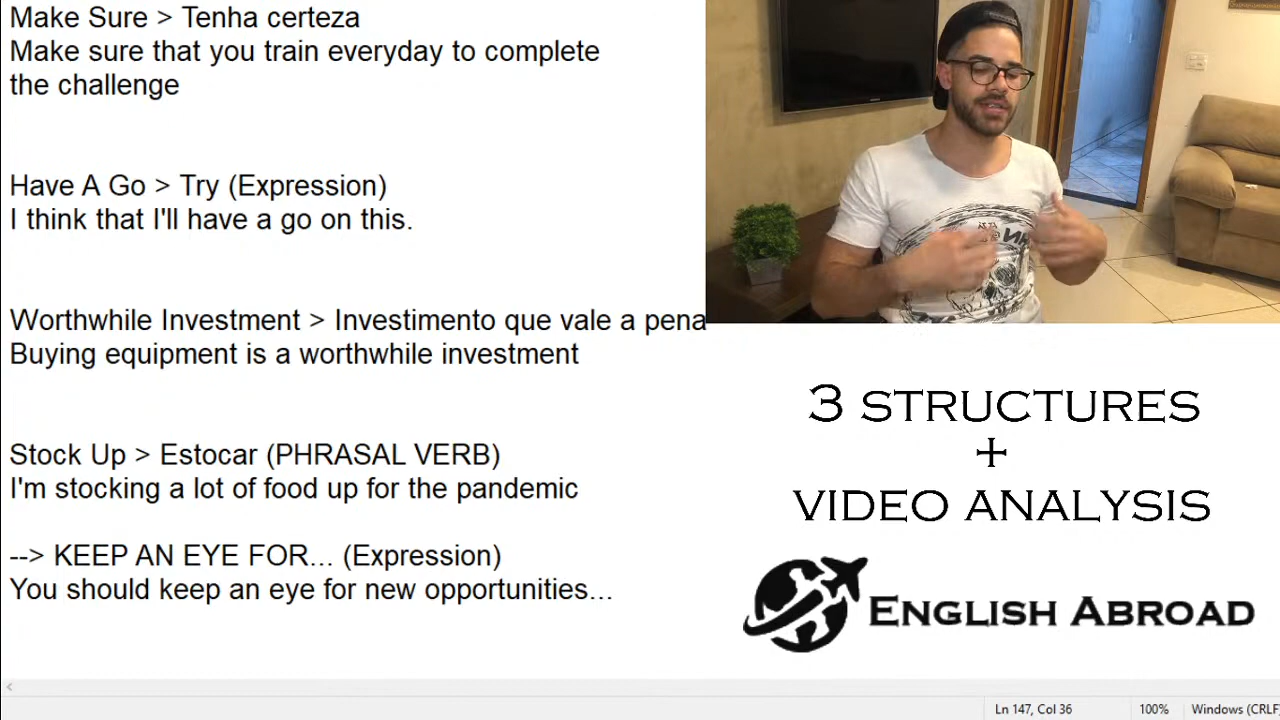 Make Sure > Tenha certeza
Make sure that you train everyday to complete
the challenge
Have A Go > Try (Expression)
I think that I'll have a go on this.
Worthwhile Investment > Investimento que vale a pena
Buying equipment is a worthwhile investment
Stock Up > Estocar (PHRASAL VERB)
I'm stocking a lot of food up for the pandemic
--> KEEP AN EYE FOR... (Expression)
You should keep an eye for new opportunities...
3 STRUCTURES
+
VIDEO ANALYSIS
ENGLISH ABROAD
Ln 147, Col 36
100%
Windows (CRLF